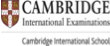 CAMBRIDGE
International Examinations
Cambridge International School